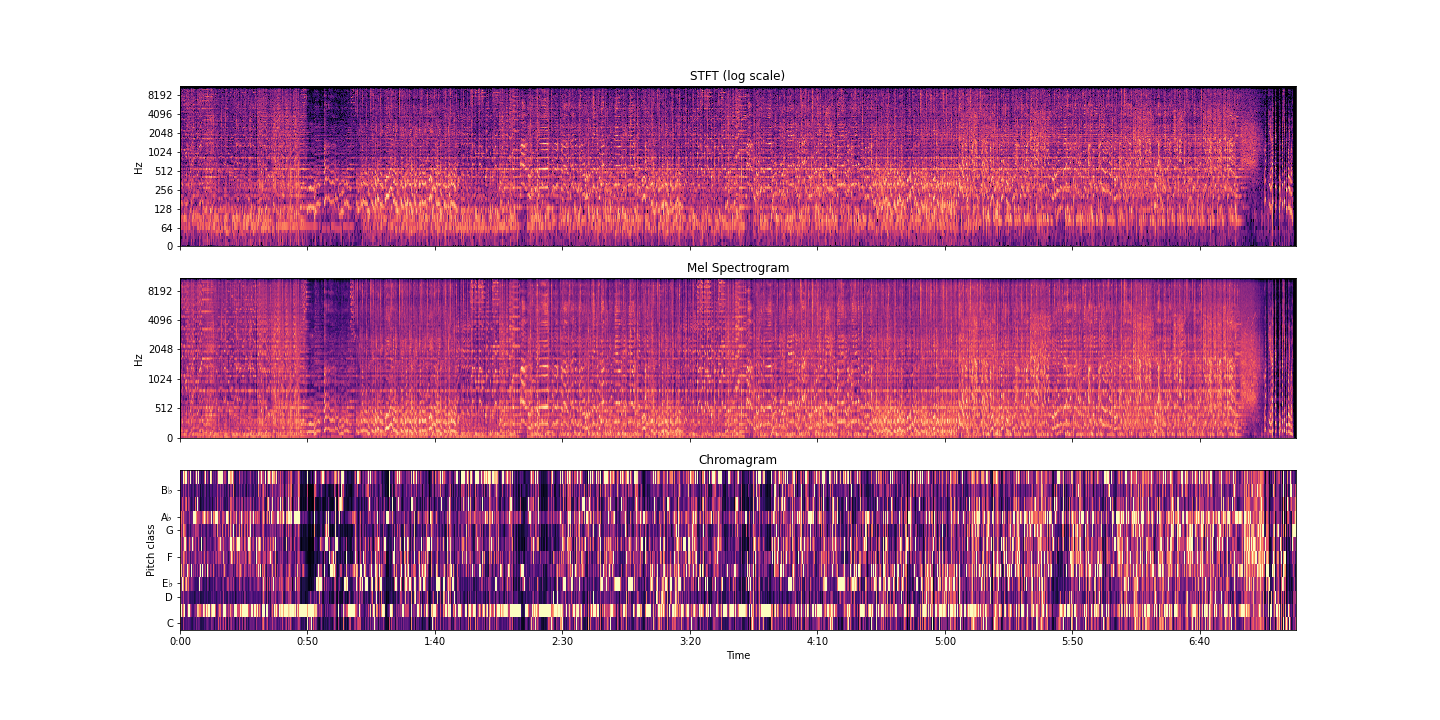 STFT (log scale)
8192
4096
2048
1024
512
256
128
64
0
Hz
Mel Spectrogram
8192
4096
2048
1024
512
0
Hz
Chromagram
B♭
A♭
G
F
E♭
D
C
Pitch class
0:00 0:50 1:40 2:30 3:20 4:10 5:00 5:50 6:40
Time